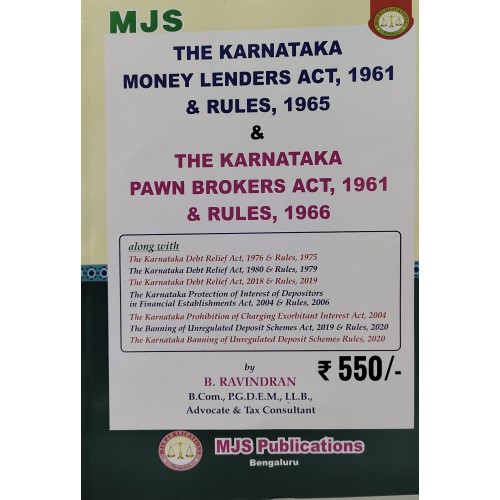 MJS
THE KARNATAKA
MONEY LENDERS ACT, 1961
& RULES, 1965
&
THE KARNATAKA
PAWN BROKERS ACT, 1961
& RULES, 1966
along with
The Karnataka Debt Relief Act, 1976 & Rules, 1975
The Karnataka Debt Relief Act, 1980 & Rules, 1979
The Karnataka Debt Relief Act, 2018 & Rules, 2019
The Karnataka Protection of Interest of Depositors
in Financial Establishments Act, 2004 & Rules, 2006
The Karnataka Prohibition of Charging Exorbitant Interest Act, 2004
The Banning of Unregulated Deposit Schemes Act, 2019 & Rules, 2020
The Karnataka Banning of Unregulated Deposit Schemes Rules, 2020
by
₹ 550/-
B. RAVINDRAN
B.Com., P.G.D.E.M., LL.B.,
Advocate & Tax Consultant
MJS Publications
Bengaluru